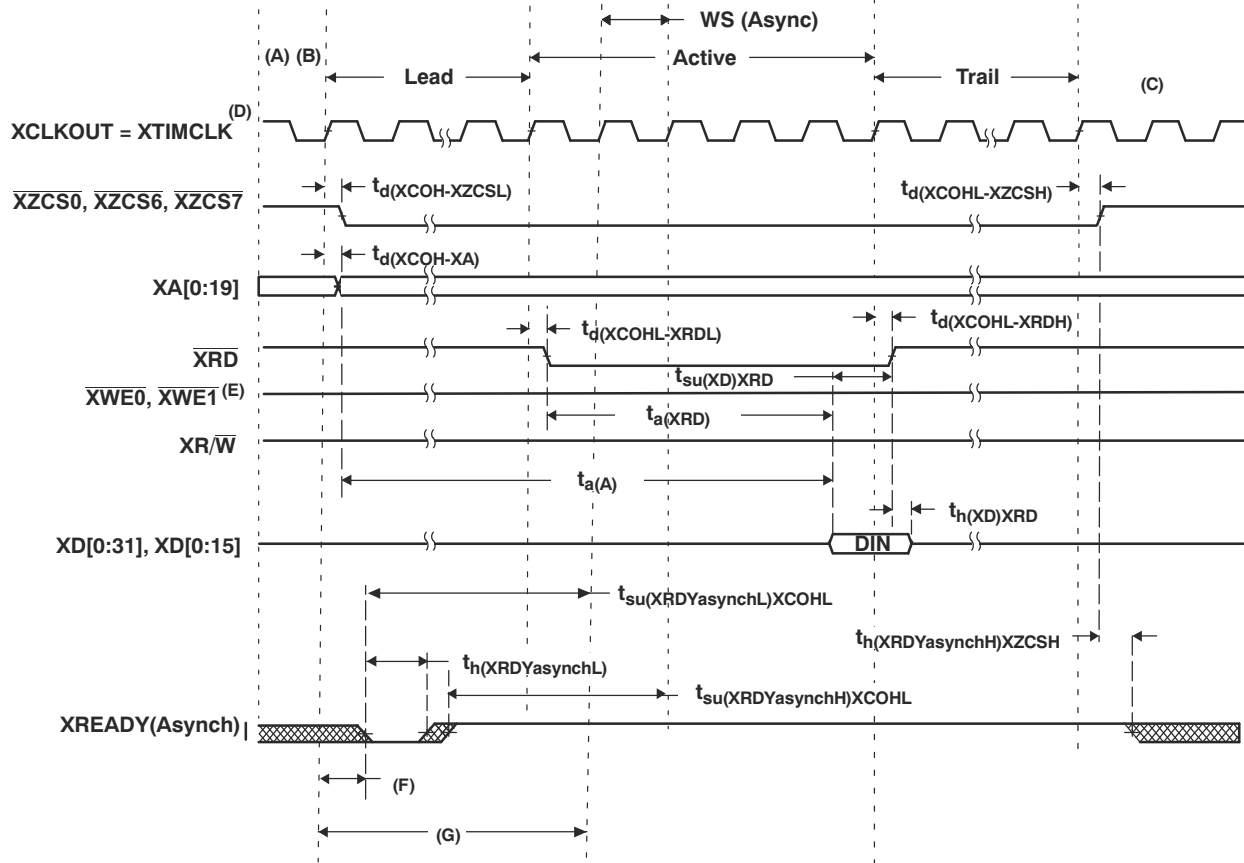 WS (Async)
(A) (B)
Active
Lead
Trail
(C)
XCLKOUT = XTIMCLK(D)
td(XCOH-XZCSL)
td(XCOHL-XZCSH)
XZCS0, XZCS6, XZCS7
td(XCOH-XA)
XA[0:19]
td(XCOHL-XRDL)
td(XCOHL-XRDH)
XRD
tsu(XD)XRD
XWE0, XWE1(E)
ta(XRD)
XR/W
ta(A)
th(XD)XRD
XD[0:31], XD[0:15]
DIN
tsu(XRDYasynchL)XCOHL
th(XRDYasynchH)XZCSH
th(XRDYasynchL)
tsu(XRDYasynchH)XCOHL
XREADY(Asynch)
(F)
(G)